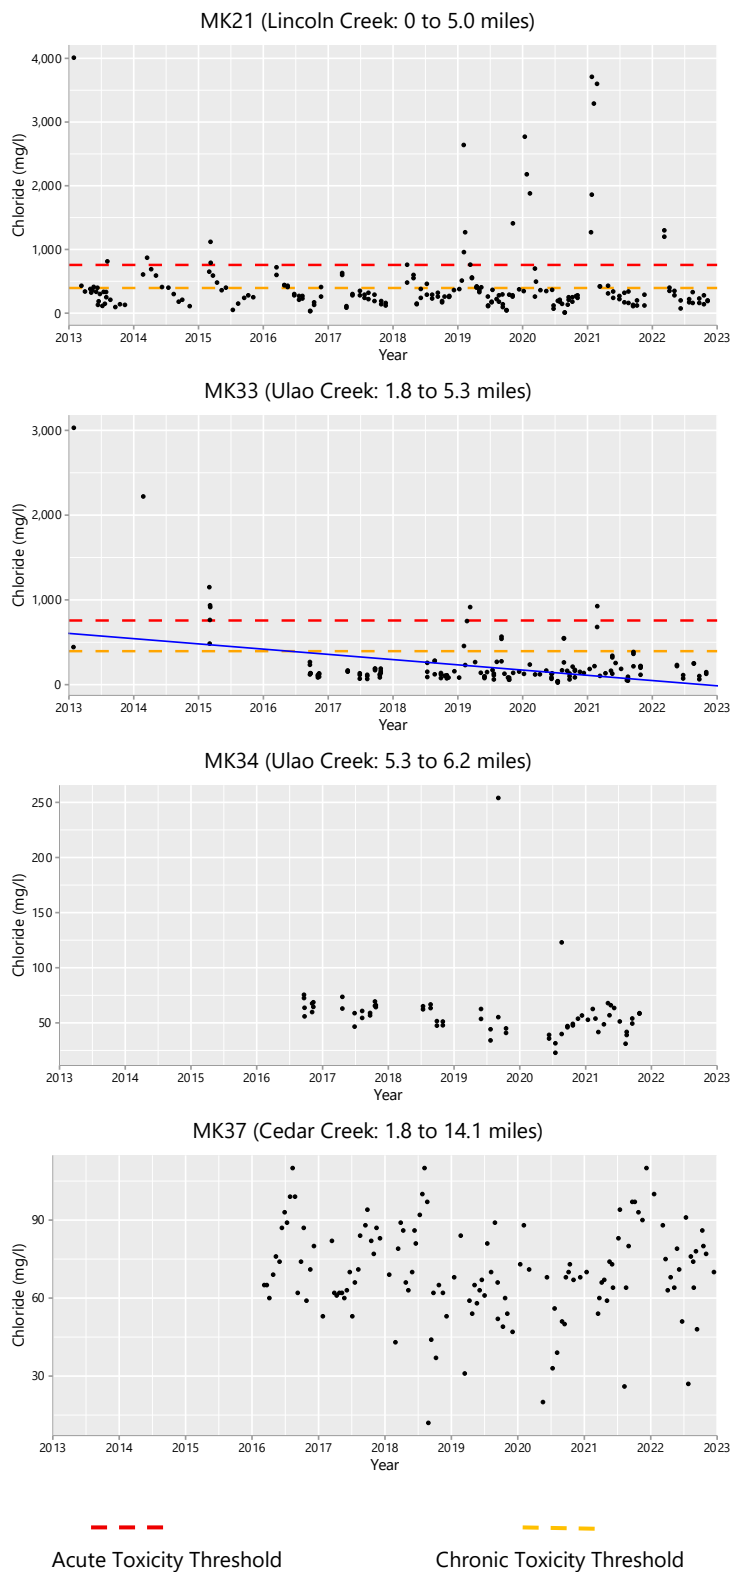 MK21 (Lincoln Creek: 0 to 5.0 miles)
4,000
3,000
2,000
1,000
0
Chloride (mg/l)
2013 2014 2015 2016 2017 2018 2019 2020 2021 2022 2023
Year
MK33 (Ulao Creek: 1.8 to 5.3 miles)
3,000
2,000
1,000
0
Chloride (mg/l)
2013 2014 2015 2016 2017 2018 2019 2020 2021 2022 2023
Year
MK34 (Ulao Creek: 5.3 to 6.2 miles)
250
200
150
100
50
Chloride (mg/l)
2013 2014 2015 2016 2017 2018 2019 2020 2021 2022 2023
Year
MK37 (Cedar Creek: 1.8 to 14.1 miles)
90
60
30
Chloride (mg/l)
2013 2014 2015 2016 2017 2018 2019 2020 2021 2022 2023
Year
Acute Toxicity Threshold
Chronic Toxicity Threshold